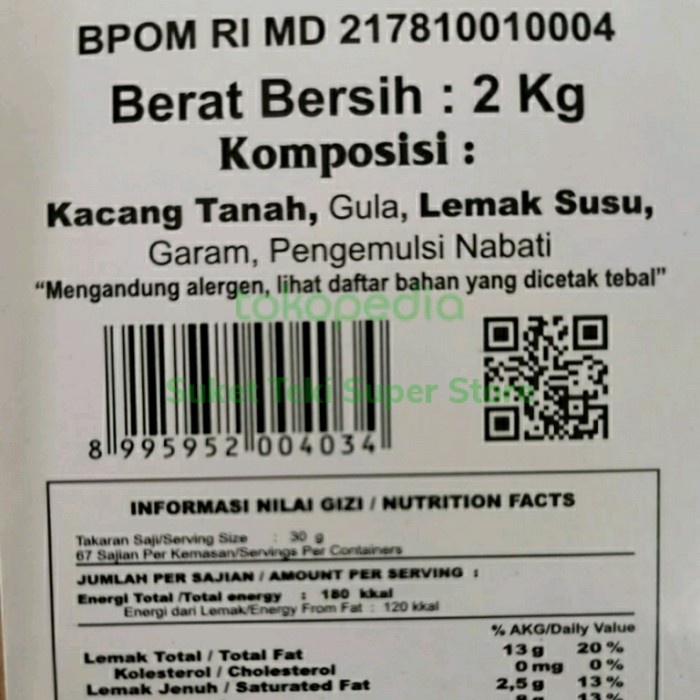 BPOM RI MD 217810010004
Berat Bersih : 2 Kg
Komposisi :
Kacang Tanah, Gula, Lemak Susu,
Garam, Pengemulsi Nabati
“Mengandung alergen, lihat daftar bahan yang dicetak tebal”
tokopedia
Suket Teki Super Store
8 995952 004034
INFORMASI NILAI GIZI / NUTRITION FACTS
Takaran Saji/Serving Size : 30 g
67 Sajian Per Kemasan/Servings Per Containers
JUMLAH PER SAJIAN / AMOUNT PER SERVING :
Energi Total /Total energy : 180 kkal
Energi dari Lemak/Energy From Fat : 120 kkal
% AKG/Daily Value
Lemak Total / Total Fat 13 g 20 %
Kolesterol / Cholesterol 0 mg 0 %
Lemak Jenuh / Saturated Fat 2,5 g 13 %